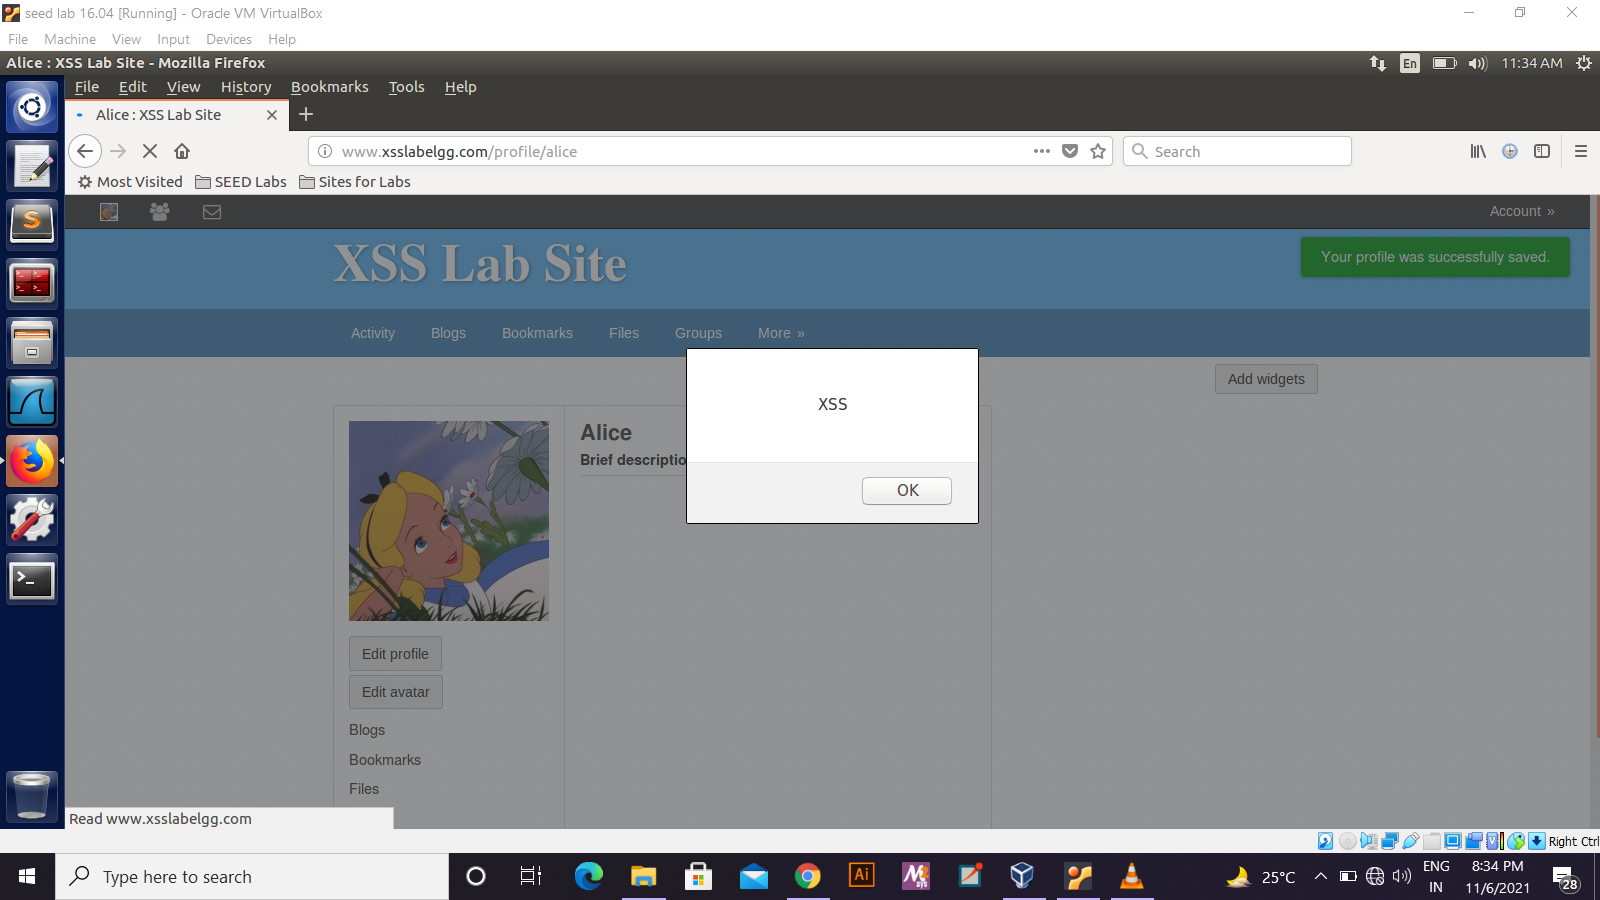 seed lab 16.04 [Running] - Oracle VM VirtualBox
File Machine View Input Devices Help
Alice : XSS Lab Site - Mozilla Firefox
En
11:34 AM
File Edit View History Bookmarks Tools Help
Alice : XSS Lab Site
www.xsslabelgg.com/profile/alice
Search
Most Visited SEED Labs Sites for Labs
Account »
XSS Lab Site
Your profile was successfully saved.
Activity Blogs Bookmarks Files Groups More »
Add widgets
XSS
OK
Alice
Brief descriptio
Edit profile
Edit avatar
Blogs
Bookmarks
Files
Read www.xsslabelgg.com
Right Ctrl
Type here to search
Ai
25°C
ENG
IN
8:34 PM
11/6/2021
28